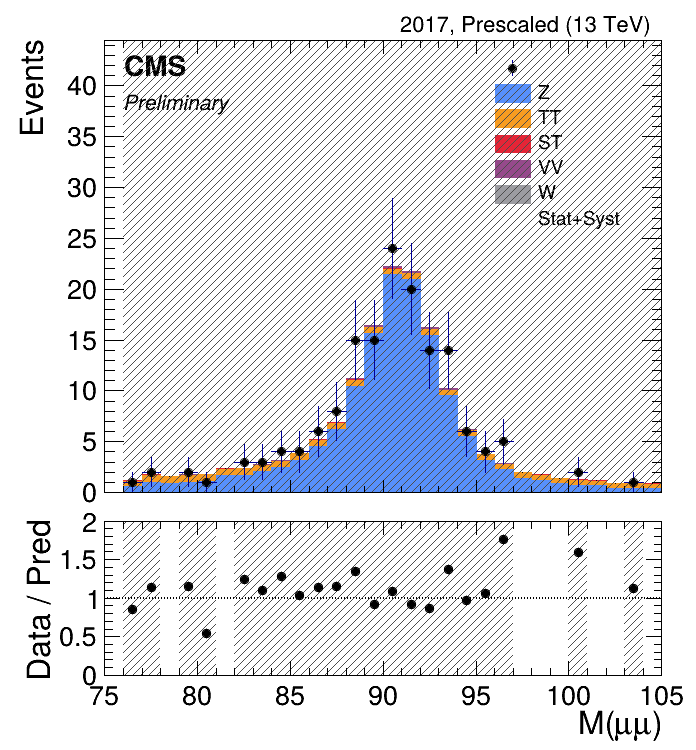 2017, Prescaled (13 TeV)
CMS
Preliminary
Events
40
35
30
25
20
15
10
5
0
Z
TT
ST
VV
W
Stat+Syst
Data / Pred
2
1.5
1
0.5
0
75 80 85 90 95 100 105
M(μμ)